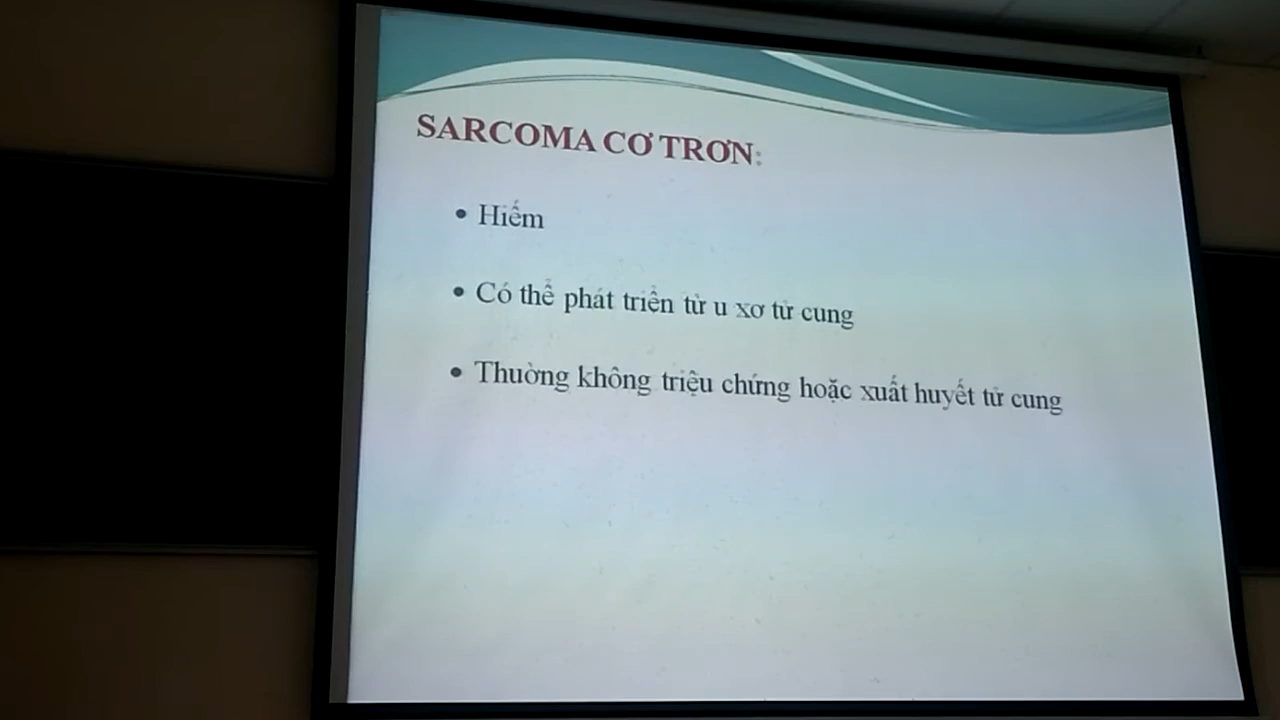 SARCOMA CƠ TRƠN:
• Hiếm
• Có thể phát triển từ u xơ tử cung
• Thuờng không triệu chứng hoặc xuất huyết tử cung